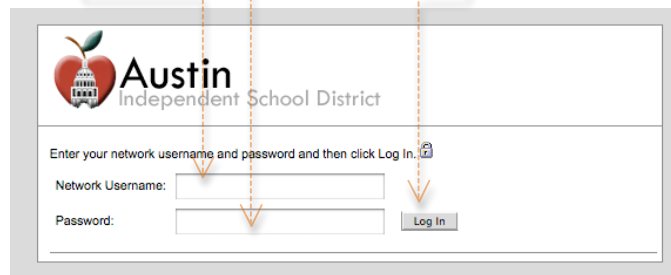 Austin
Independent School District
Enter your network username and password and then click Log In.
Network Username:
Password:
Log In